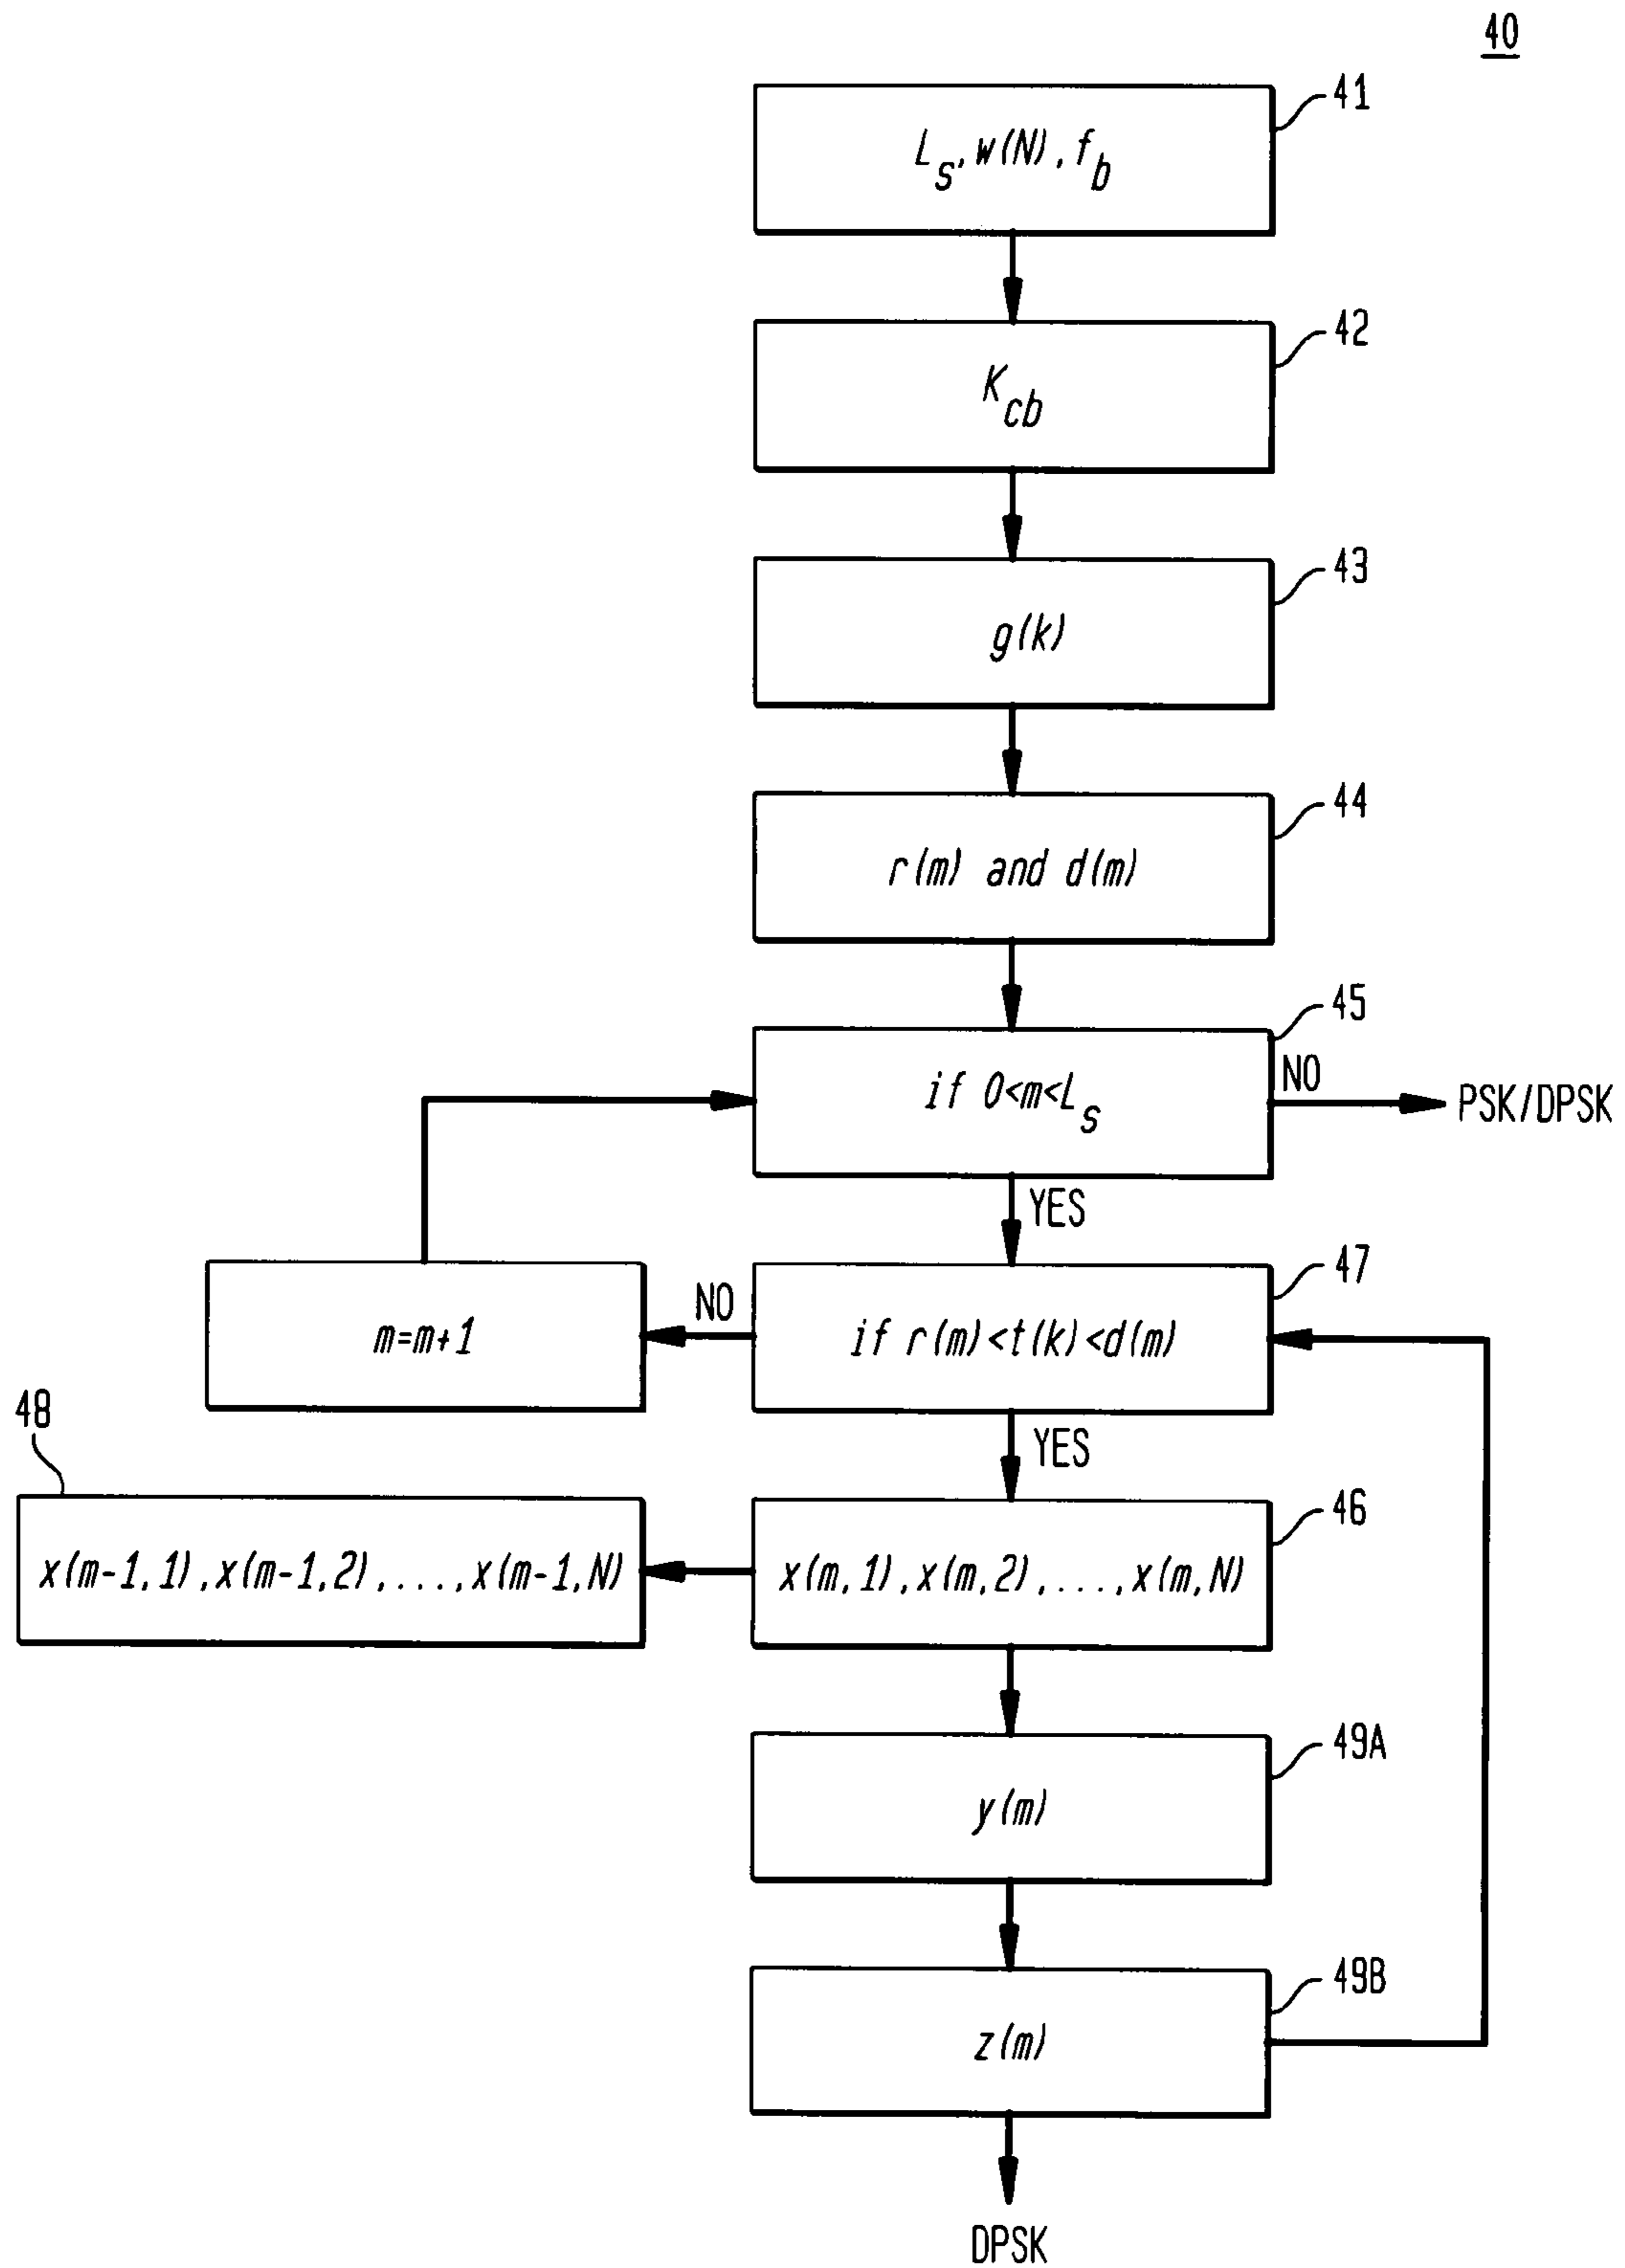 40
41
L_s, w(N), f_b
42
K_cb
43
g(k)
44
r(m) and d(m)
45
if 0<m<L_s
NO
PSK/DPSK
YES
47
m=m+1
NO
if r(m)<t(k)<d(m)
48
YES
46
x(m-1,1),x(m-1,2),....,x(m-1,N)
x(m,1),x(m,2),....,x(m,N)
49A
y(m)
49B
z(m)
DPSK